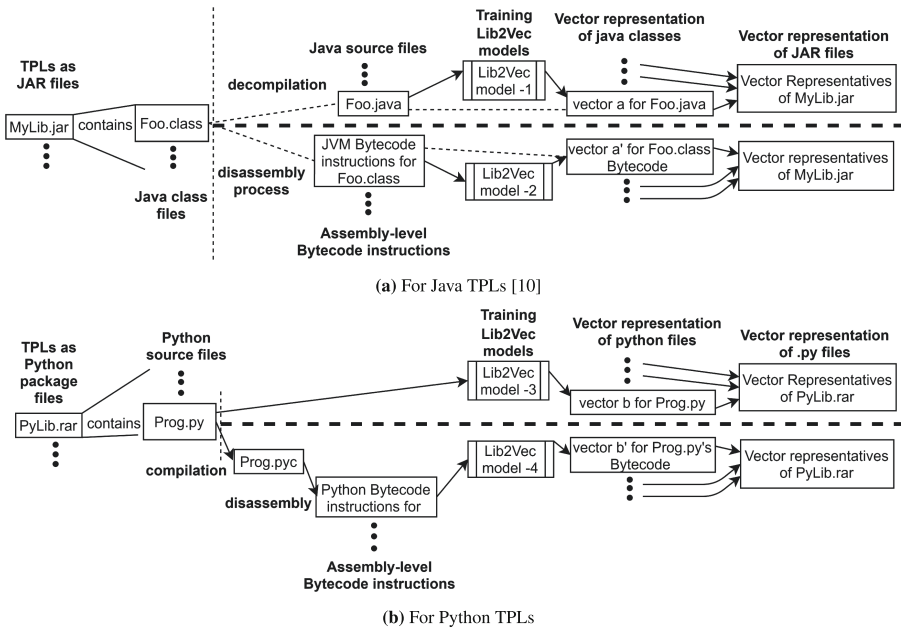 TPLs as
JAR files
MyLib.jar
contains
Foo.class
Java class
files
decompilation
disassembly
process
Java source files
Foo.java
JVM Bytecode
instructions for
Foo.class
Assembly-level
Bytecode instructions
Training
Lib2Vec
models
Lib2Vec
model -1
Lib2Vec
model -2
Vector representation
of java classes
vector a for Foo.java
vector a' for Foo.class
Bytecode
Vector representation
of JAR files
Vector Representatives
of MyLib.jar
Vector representatives
of MyLib.jar
(a) For Java TPLs [10]
TPLs as
Python
package
files
PyLib.rar
contains
Python
source files
Prog.py
compilation
Prog.pyc
disassembly
Python Bytecode
instructions for
Assembly-level
Bytecode instructions
Training
Lib2Vec
models
Lib2Vec
model -3
Lib2Vec
model -4
Vector representation
of python files
vector b for Prog.py
vector b' for Prog.py's
Bytecode
Vector representation
of .py files
Vector Representatives
of PyLib.rar
Vector representatives
of PyLib.rar
(b) For Python TPLs